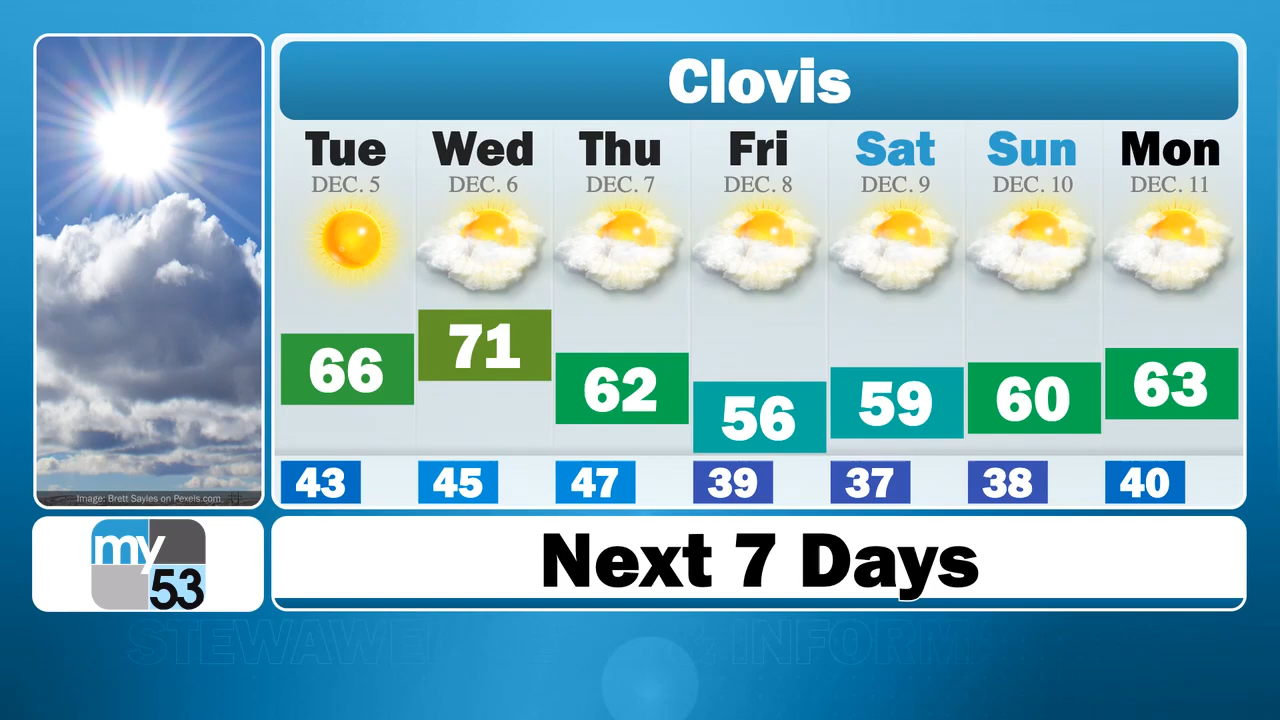 Clovis
Tue Wed Thu Fri Sat Sun Mon
DEC. 5 DEC. 6 DEC. 7 DEC. 8 DEC. 9 DEC. 10 DEC. 11
66 71 62 56 59 60 63
43 45 47 39 37 38 40
Image: Brett Sayles on Pexels.com
my
53
Next 7 Days